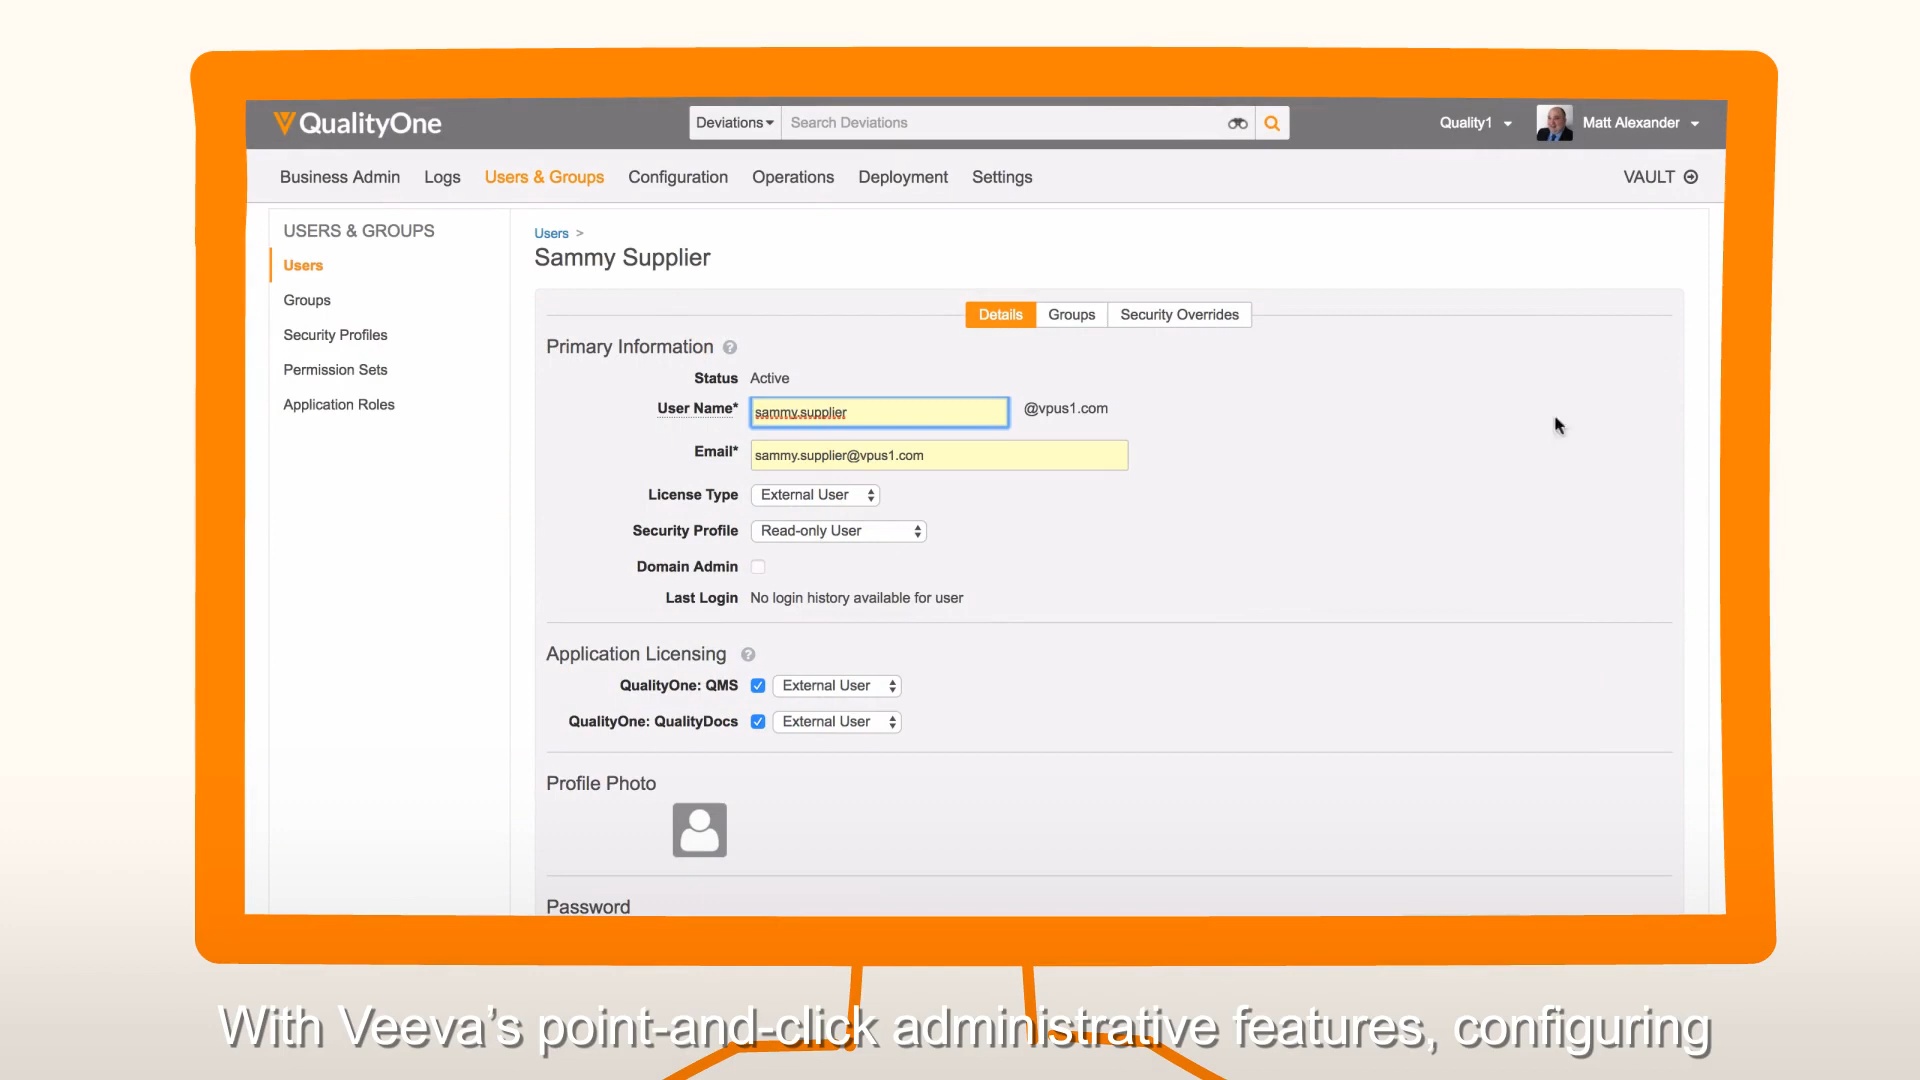 QualityOne
Deviations
Search Deviations
Quality1
Matt Alexander
Business Admin
Logs
Users & Groups
Configuration
Operations
Deployment
Settings
VAULT
USERS & GROUPS
Users
Groups
Security Profiles
Permission Sets
Application Roles
Users >
Sammy Supplier
Details
Groups
Security Overrides
Primary Information ?
Status Active
User Name* sammy.supplier @vpus1.com
Email* sammy.supplier@vpus1.com
License Type External User
Security Profile Read-only User
Domain Admin
Last Login No login history available for user
Application Licensing ?
QualityOne: QMS External User
QualityOne: QualityDocs External User
Profile Photo
Password
With Veeva's point-and-click administrative features, configuring